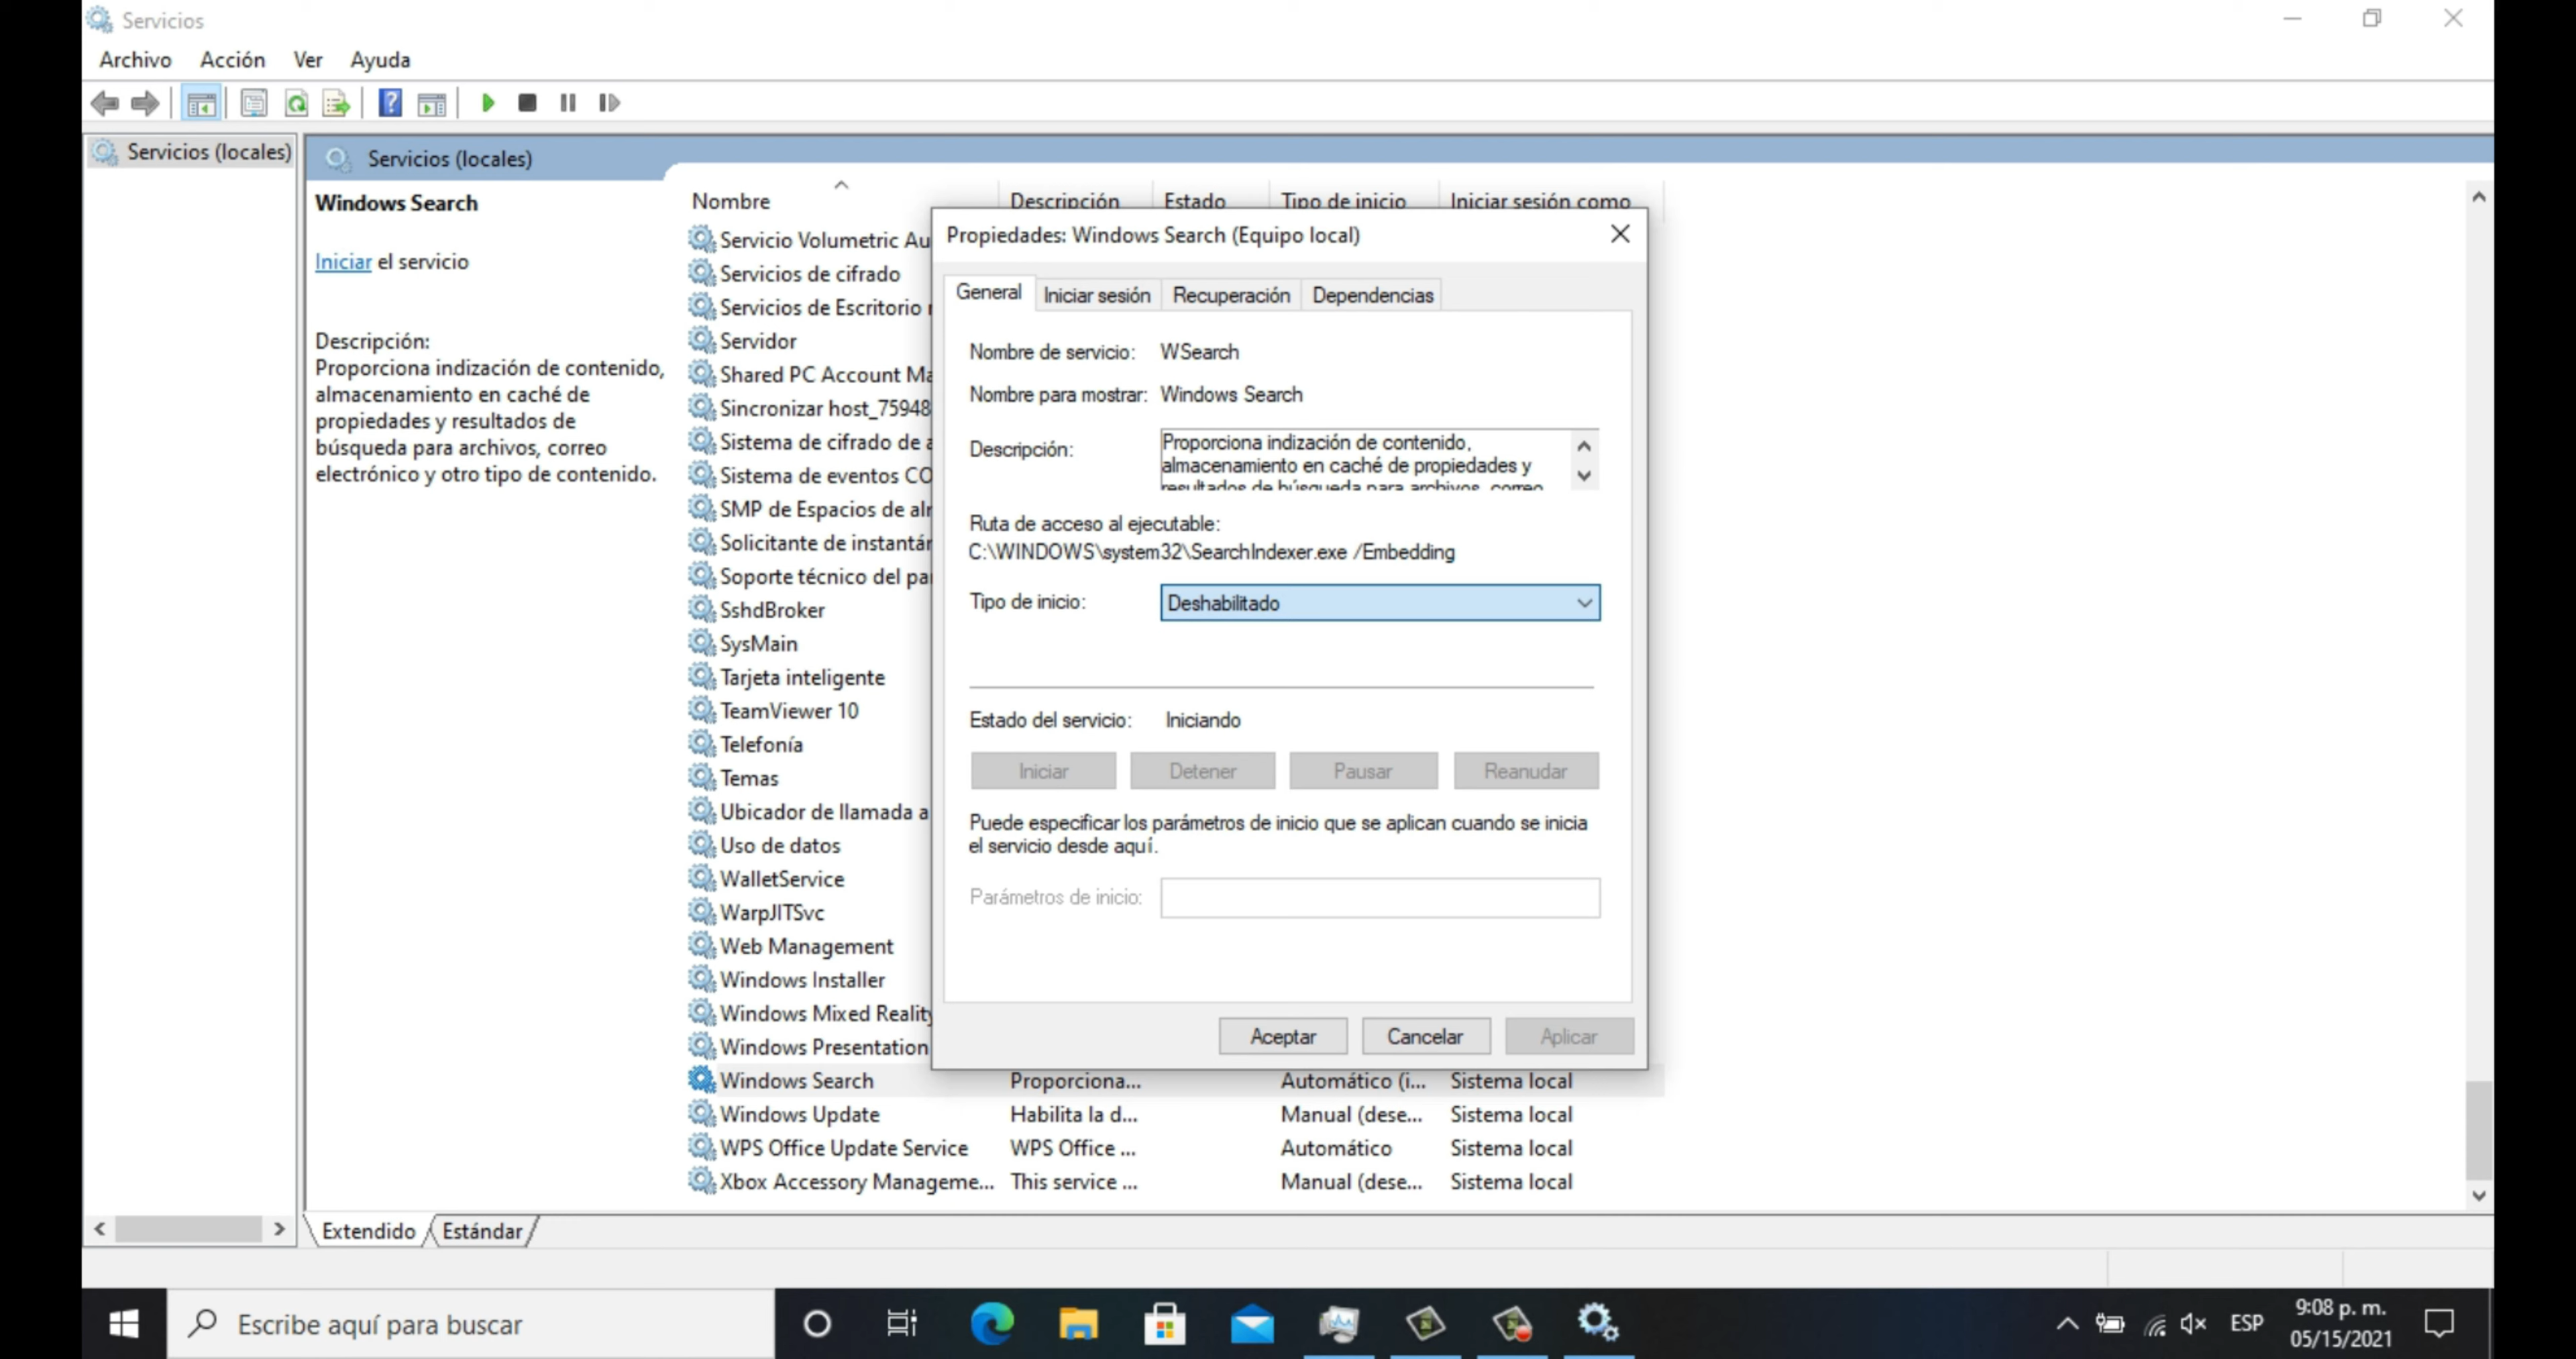 Servicios
Archivo Acción Ver Ayuda
Servicios (locales)
Servicios (locales)
Windows Search
Iniciar el servicio
Descripción:
Proporciona indización de contenido,
almacenamiento en caché de
propiedades y resultados de
búsqueda para archivos, correo
electrónico y otro tipo de contenido.
Nombre Descripción Estado Tipo de inicio Iniciar sesión como
Servicio Volumetric Au
Servicios de cifrado
Servicios de Escritorio
Servidor
Shared PC Account Ma
Sincronizar host_75948
Sistema de cifrado de a
Sistema de eventos CO
SMP de Espacios de alm
Solicitante de instantán
Soporte técnico del pa
SshdBroker
SysMain
Tarjeta inteligente
TeamViewer 10
Telefonía
Temas
Ubicador de llamada a
Uso de datos
WalletService
WarpJITSvc
Web Management
Windows Installer
Windows Mixed Reality
Windows Presentation
Windows Search Proporciona... Automático (i... Sistema local
Windows Update Habilita la d... Manual (dese... Sistema local
WPS Office Update Service WPS Office ... Automático Sistema local
Xbox Accessory Manageme... This service ... Manual (dese... Sistema local
Extendido Estándar
Propiedades: Windows Search (Equipo local)
General Iniciar sesión Recuperación Dependencias
Nombre de servicio: WSearch
Nombre para mostrar: Windows Search
Descripción: Proporciona indización de contenido,
almacenamiento en caché de propiedades y
resultados de búsqueda para archivos, correo
Ruta de acceso al ejecutable:
C:\WINDOWS\system32\SearchIndexer.exe /Embedding
Tipo de inicio: Deshabilitado
Estado del servicio: Iniciando
Iniciar Detener Pausar Reanudar
Puede especificar los parámetros de inicio que se aplican cuando se inicia
el servicio desde aquí.
Parámetros de inicio:
Aceptar Cancelar Aplicar
Escribe aquí para buscar
ESP
9:08 p. m.
05/15/2021